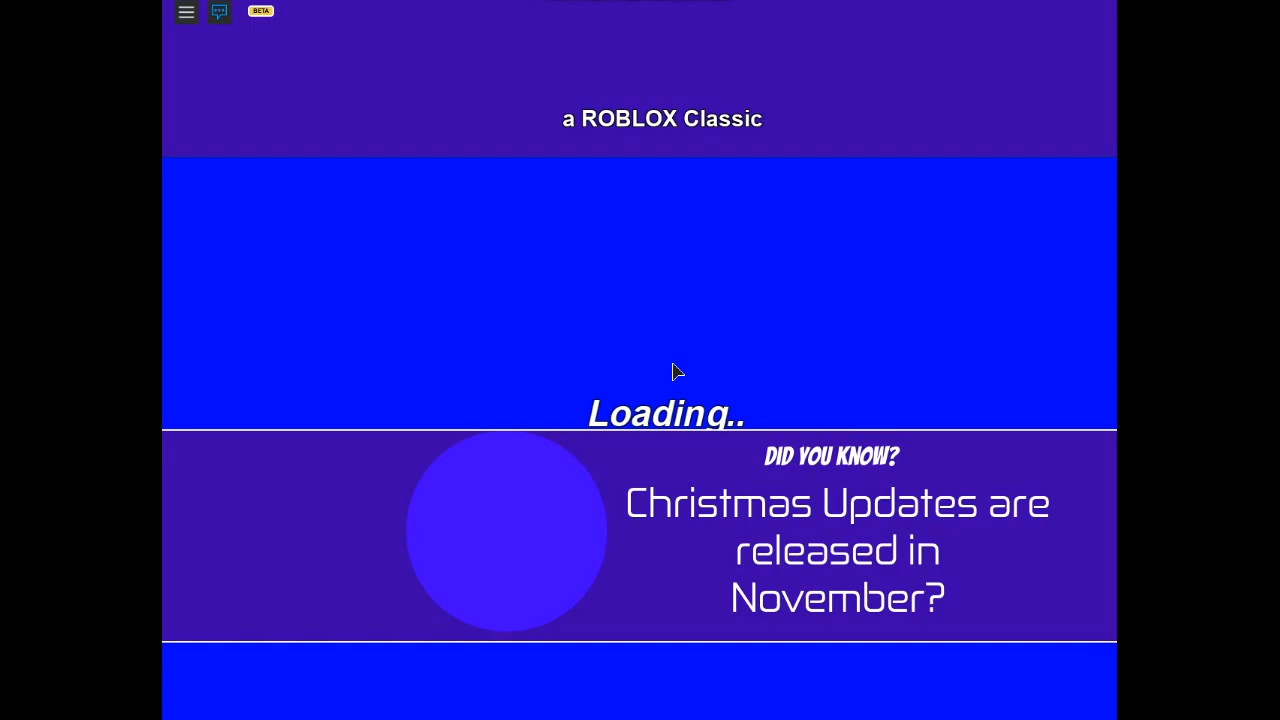 BETA
a ROBLOX Classic
Loading..
DID YOU KNOW?
Christmas Updates are
released in
November?